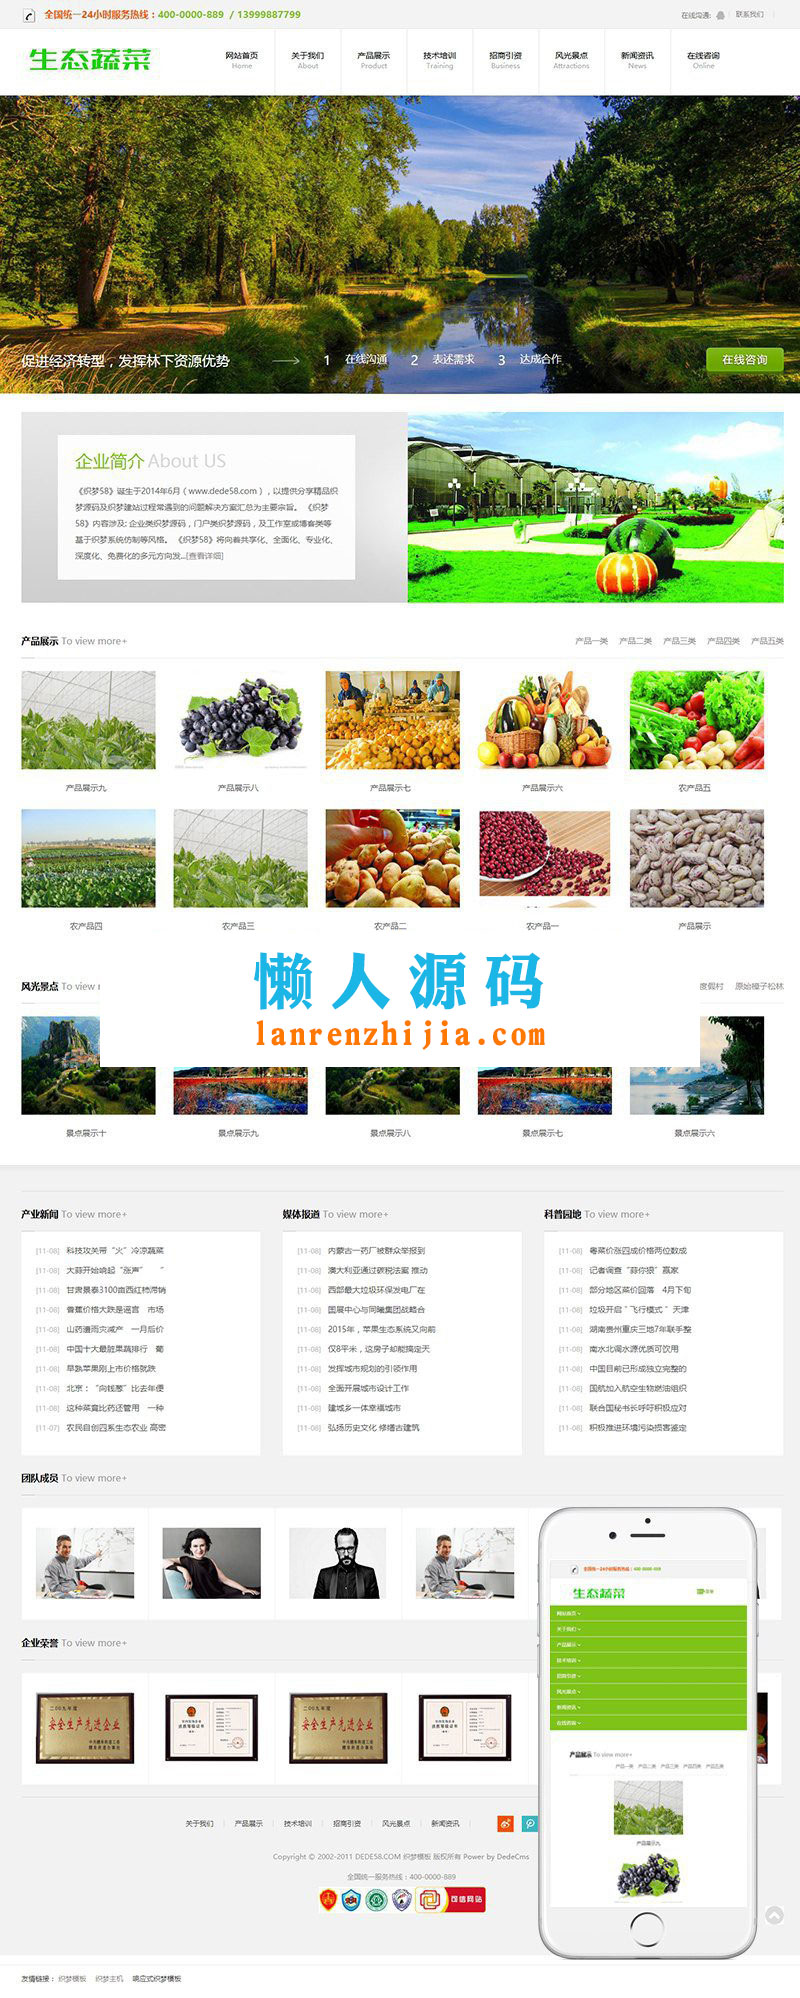 全国统一24小时服务热线：400-0000-889 / 13999887799
在线沟通: 联系我们
生态蔬菜
网站首页 关于我们 产品展示 技术培训 招商引资 风光景点 新闻资讯 在线咨询
Home About Product Training Business Attractions News Online
促进经济转型，发挥林下资源优势 1 在线沟通 2 表述需求 3 达成合作 在线咨询
企业简介 About US
《织梦58》诞生于2014年6月（www.dede58.com），以提供分享精品织
梦源码及织梦建站过程常遇到的问题解决方案汇总为主要宗旨。《织梦
58》内容涉及: 企业类织梦源码，门户类织梦源码，及工作室或博客类等
基于织梦系统仿制等风格。《织梦58》将向着共享化、全面化、专业化、
深度化、免费化的多元方向发...[查看详细]
产品展示 To view more+ 产品一类 产品二类 产品三类 产品四类 产品五类
产品展示九 产品展示八 产品展示七 产品展示六 农产品五
农产品四 农产品三 农产品二 农产品一 产品展示
懒人源码
lanrenzhijia.com
风光景点 To view 度假村 原始樟子松林
景点展示十 景点展示九 景点展示八 景点展示七 景点展示六
产业新闻 To view more+
[11-08] 科技攻关带“火”冷凉蔬菜
[11-08] 大蒜开始响起“涨声” “
[11-08] 甘肃景泰3100亩西红柿滞销
[11-08] 香蕉价格大跌是谣言 市场
[11-08] 山药遭雨灾减产 一月后价
[11-08] 中国十大最脏果蔬排行 葡
[11-08] 早熟苹果刚上市价格就跌
[11-08] 北京：“向钱葱”比去年便
[11-08] 这种菜竟比药还管用 一种
[11-07] 农民自创四系生态农业 高密
媒体报道 To view more+
[11-08] 内蒙古一药厂被群众举报到
[11-08] 澳大利亚通过碳税法案 推动
[11-08] 西部最大垃圾环保发电厂在
[11-08] 国展中心与同曦集团战略合
[11-08] 2015年，苹果生态系统又向前
[11-08] 仅8平米，这房子却能搞定天
[11-08] 发挥城市规划的引领作用
[11-08] 全面开展城市设计工作
[11-08] 建城乡一体幸福城市
[11-08] 弘扬历史文化 修缮古建筑
科普园地 To view more+
[11-08] 粤菜价涨四成价格两位数成
[11-08] 记者调查“蒜你狠”赢家
[11-08] 部分地区菜价回落 4月下旬
[11-08] 垃圾开启＂飞行模式＂天津
[11-08] 湖南贵州重庆三地7年联手整
[11-08] 南水北调水源优质可饮用
[11-08] 中国目前已形成独立完整的
[11-08] 国航加入航空生物燃油组织
[11-08] 联合国秘书长呼吁积极应对
[11-08] 积极推进环境污染损害鉴定
团队成员 To view more+
企业荣誉 To view more+
二00九年度
安全生产先进企业
关于我们 产品展示 技术培训 招商引资 风光景点 新闻资讯
Copyright © 2002-2011 DEDE58.COM 织梦模板 版权所有 Power by DedeCms
全国统一服务热线：400-0000-889
可信网站
友情链接： 织梦模板 织梦主机 响应式织梦模板
全国统一24小时服务热线：400-0000-889
生态蔬菜
网站首页
关于我们
产品展示
技术培训
招商引资
风光景点
新闻资讯
在线咨询
产品展示 To view more+
产品一类 产品二类 产品三类 产品四类 产品五类
产品展示九